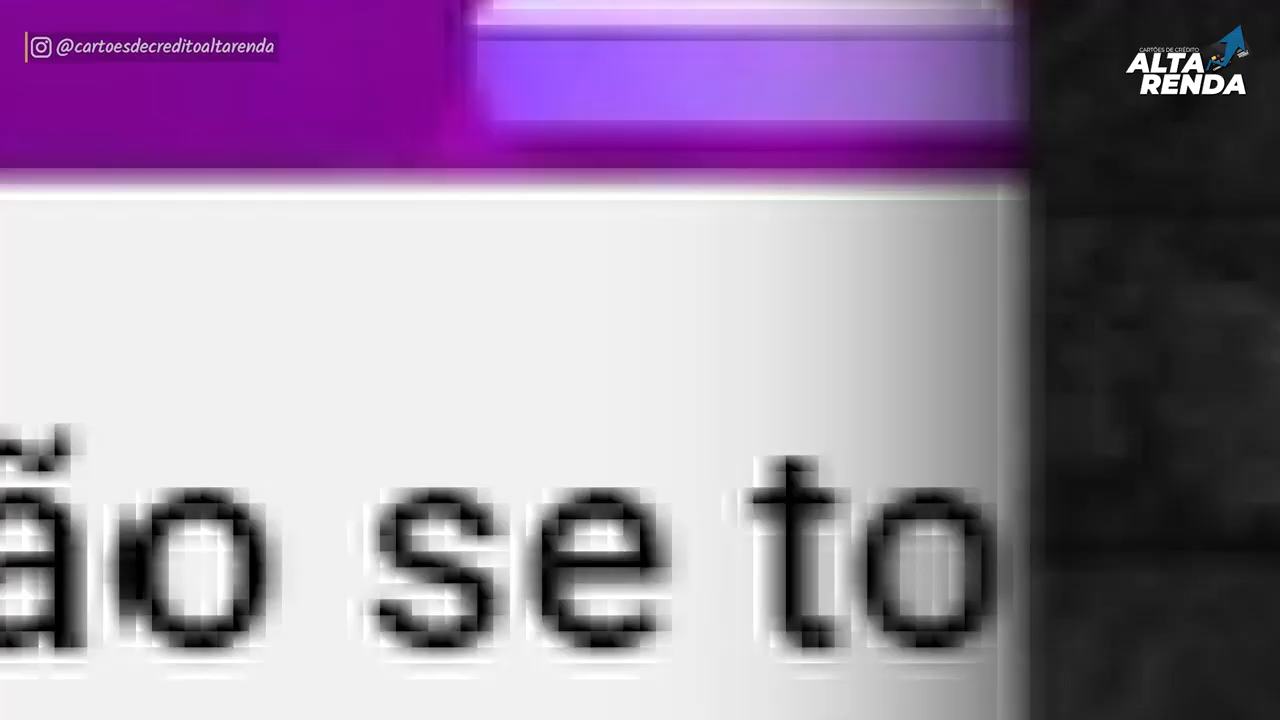 @cartoesdecreditoaltarenda
CARTÕES DE CRÉDITO
ALTA
RENDA
ão se to